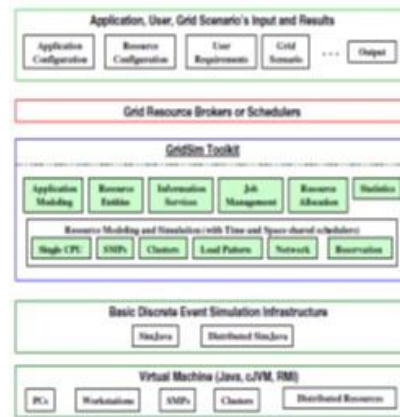 Application, User, Grid Scenario's Input and Results
Application Configuration
Resource Configuration
User Requirements
Grid Scenario
. . .
Output
Grid Resource Brokers or Schedulers
GridSim Toolkit
Application Modeling
Resource Entities
Information Services
Job Management
Resource Allocation
Statistics
Resource Modeling and Simulation (with Time and Space shared schedulers)
Single CPU
SMPs
Clusters
Load Pattern
Network
Reservation
Basic Discrete Event Simulation Infrastructure
SimJava
Distributed SimJava
Virtual Machine (Java, cJVM, RMI)
PCs
Workstations
SMPs
Clusters
Distributed Resources